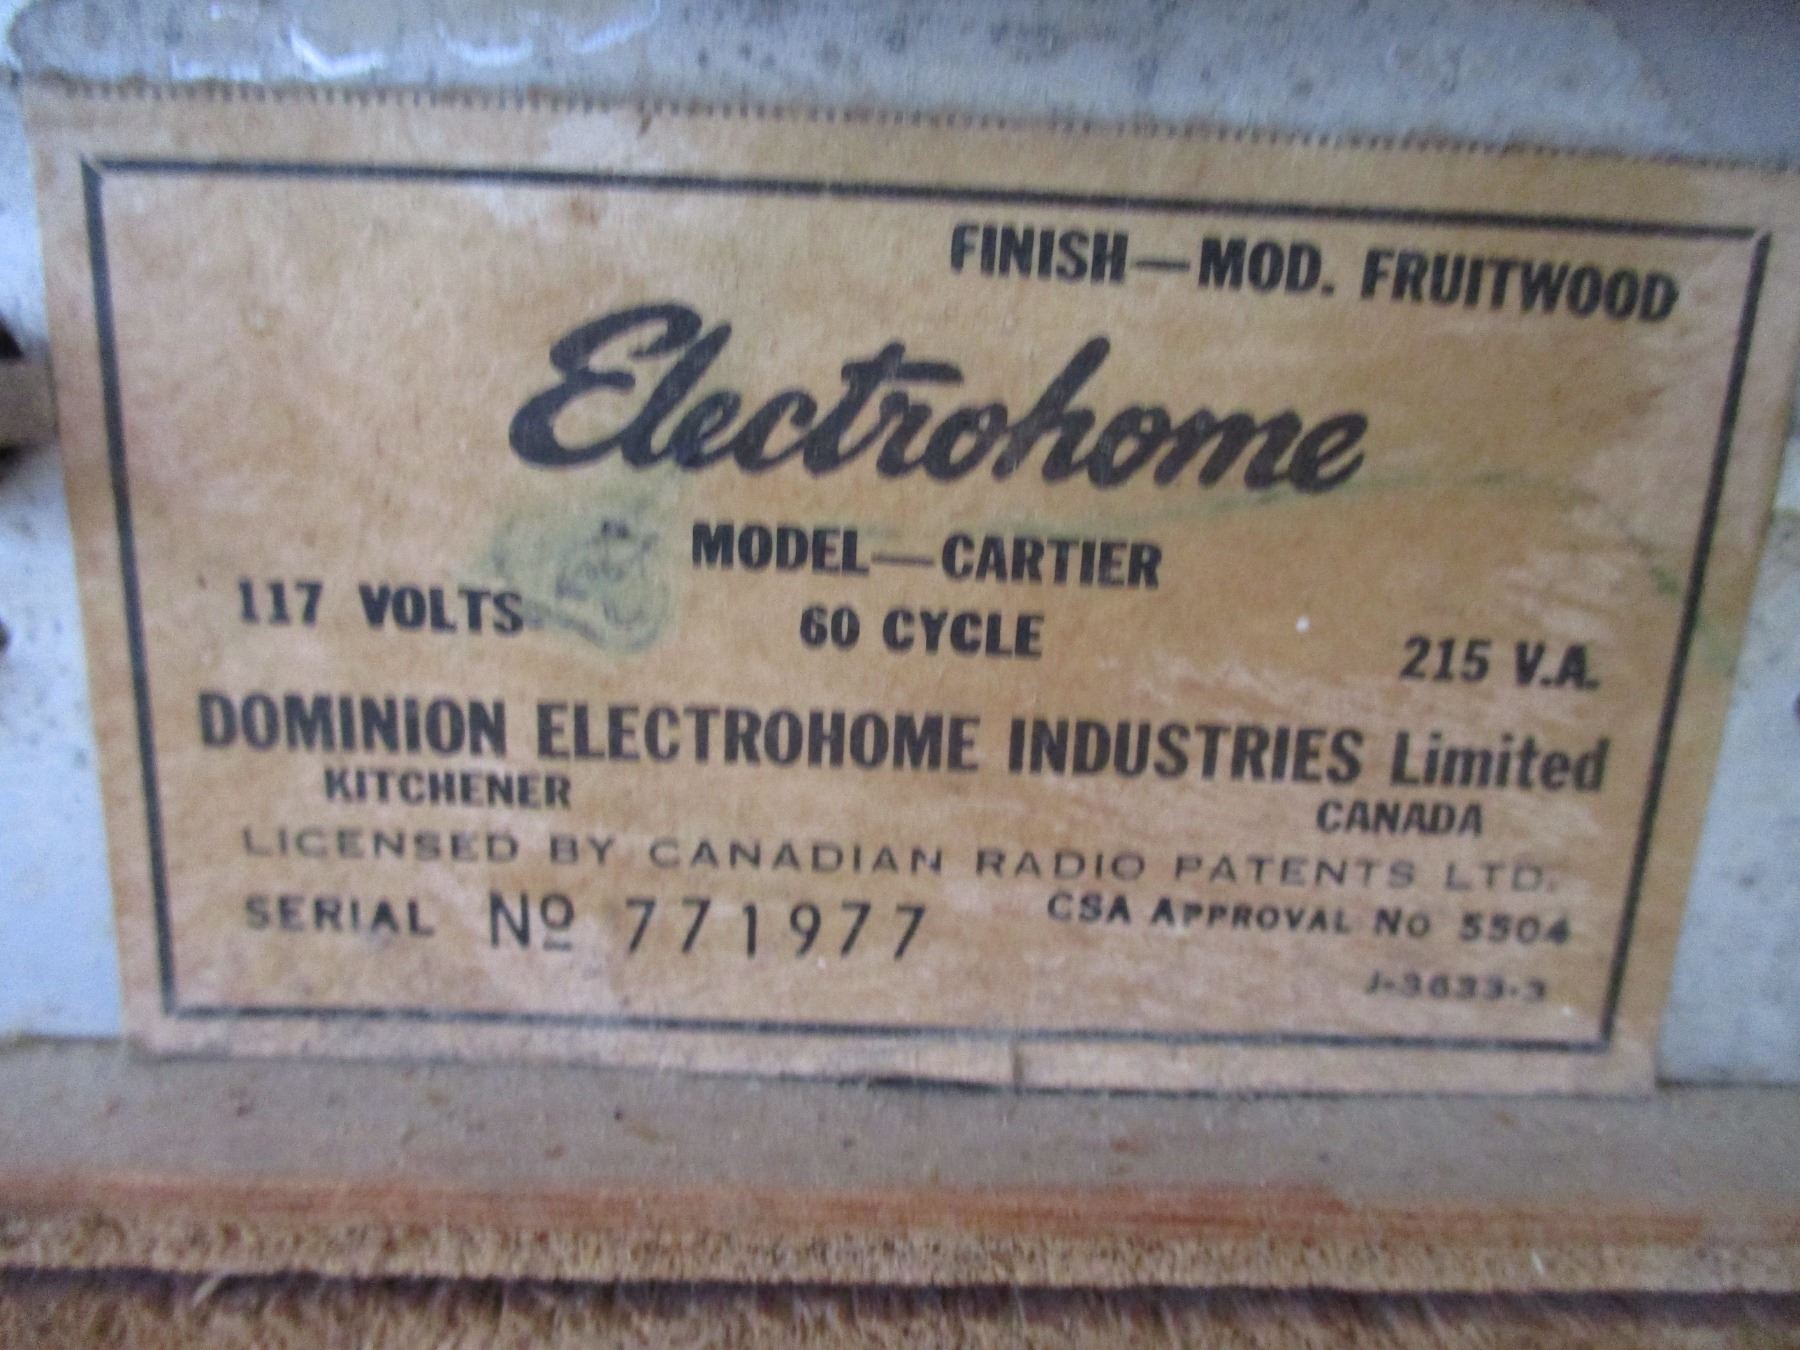 FINISH—MOD. FRUITWOOD
Electrohome
MODEL—CARTIER
117 VOLTS 60 CYCLE 215 V.A.
DOMINION ELECTROHOME INDUSTRIES Limited
KITCHENER CANADA
LICENSED BY CANADIAN RADIO PATENTS LTD.
SERIAL Nº 771977 CSA APPROVAL No 5504
J-3633-3